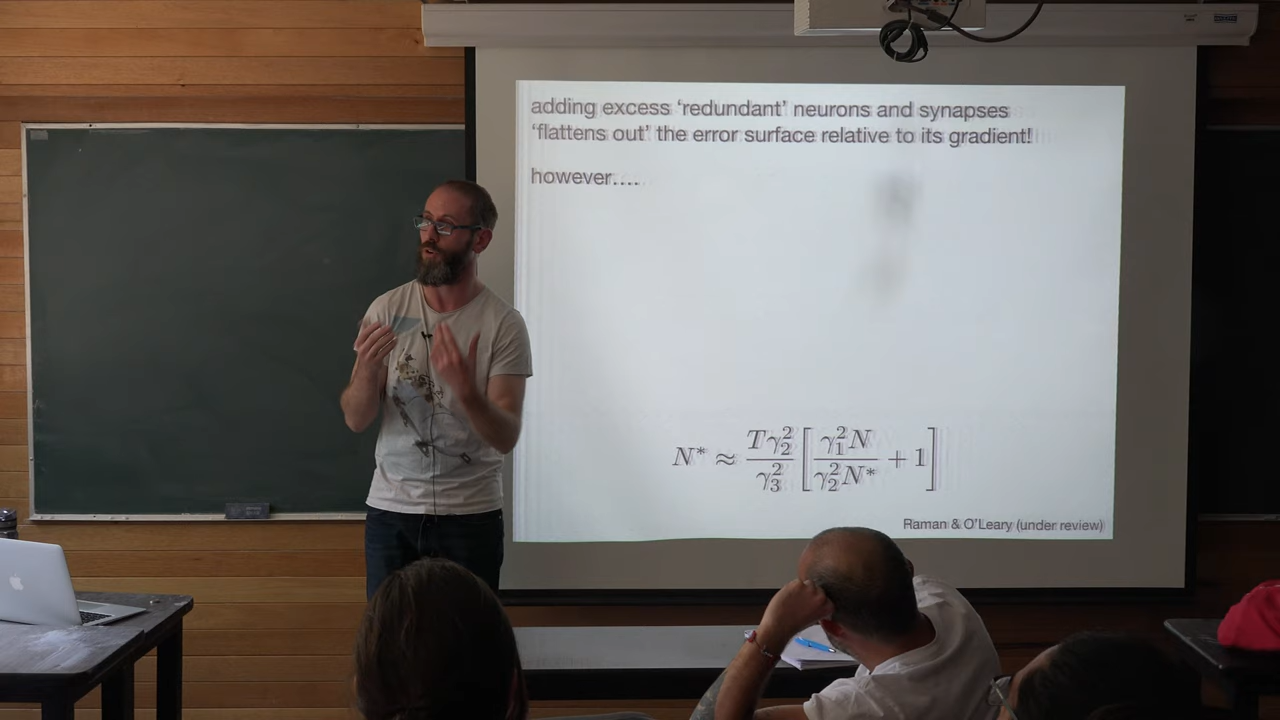 adding excess ‘redundant’ neurons and synapses
‘flattens out’ the error surface relative to its gradient!
however....
N* ≈ Tγ₂²/γ₃² [γ₁²N/γ₂²N* + 1]
Raman & O’Leary (under review)